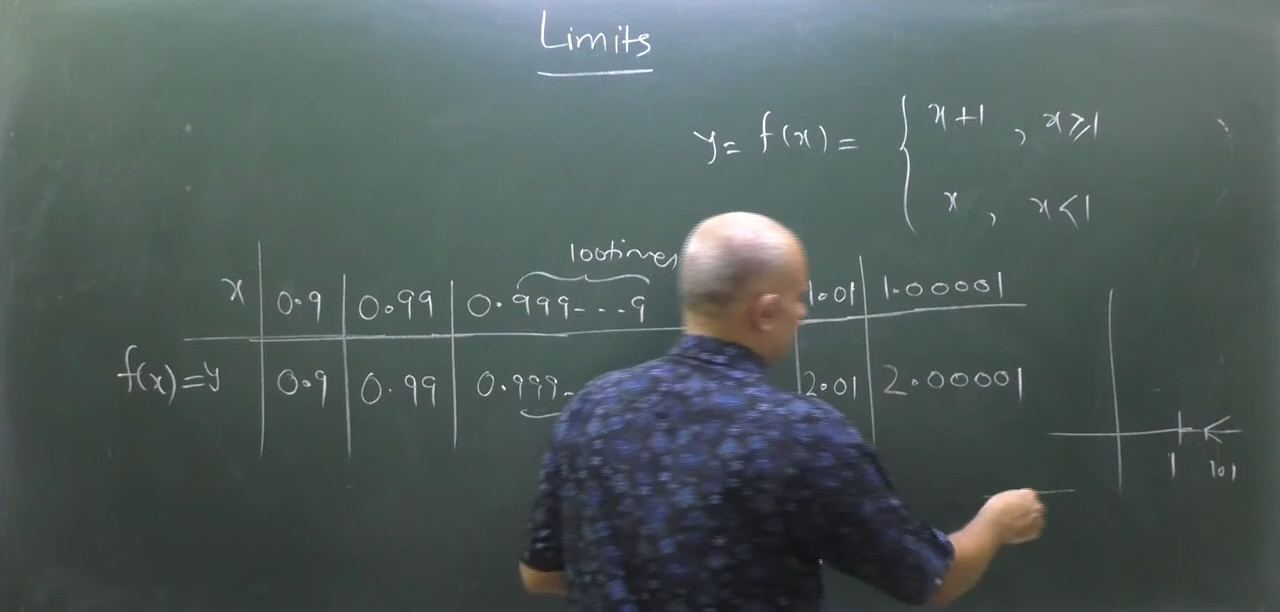 Limits
y = f(x) = { x+1 , x ≥ 1
x , x < 1
100times
x | 0.9 | 0.99 | 0.999---9 | 1.01 | 1.00001
f(x)=y | 0.9 | 0.99 | 0.999- | 2.01 | 2.00001
1 1.1